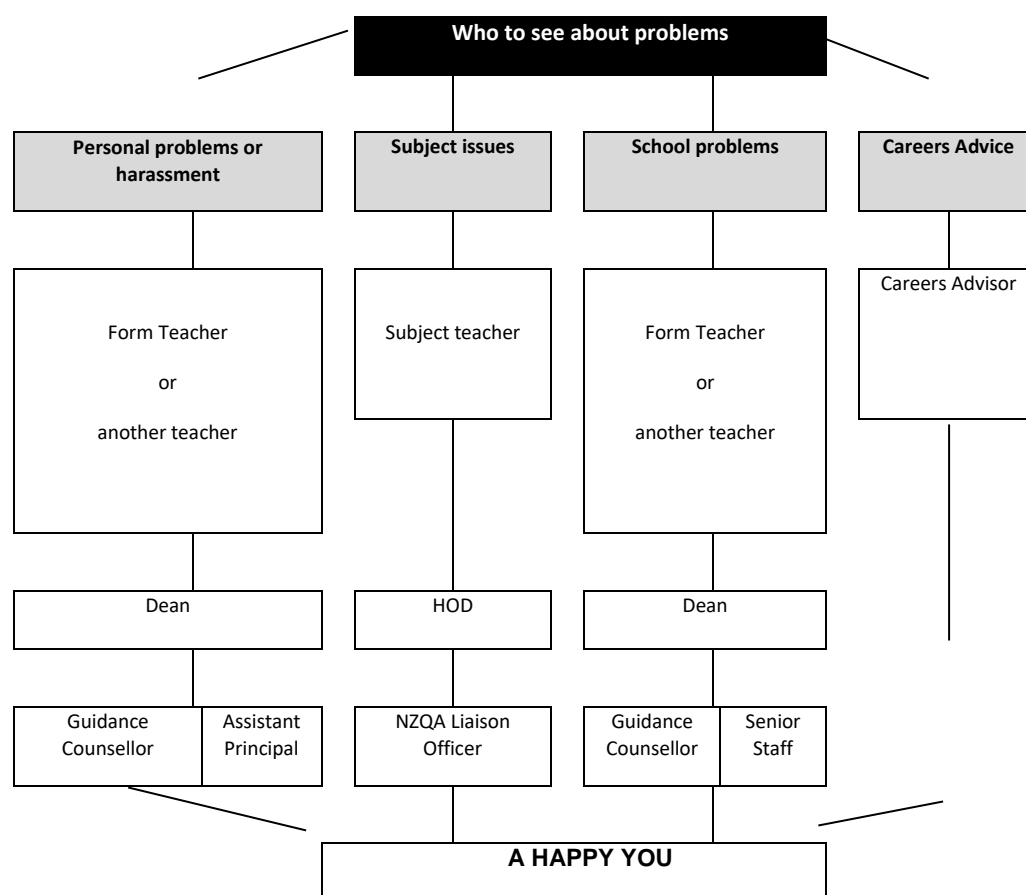 Who to see about problems
Personal problems or
harassment
Subject issues
School problems
Careers Advice
Form Teacher
or
another teacher
Subject teacher
Form Teacher
or
another teacher
Careers Advisor
Dean
HOD
Dean
Guidance
Counsellor
Assistant
Principal
NZQA Liaison
Officer
Guidance
Counsellor
Senior
Staff
A HAPPY YOU